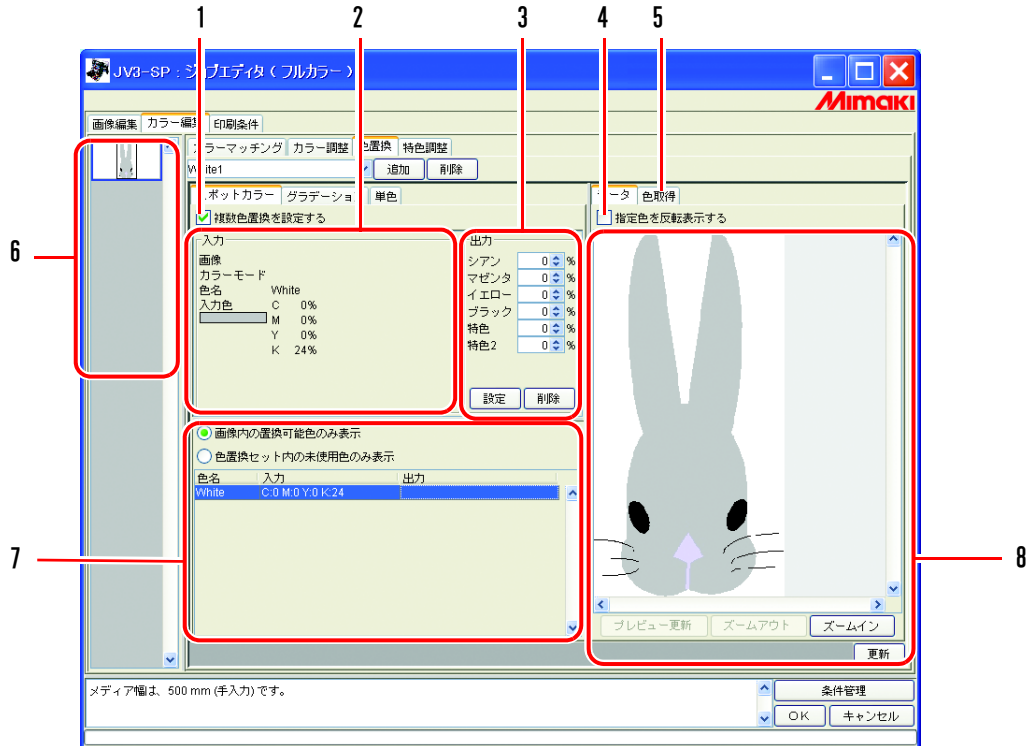 1 2 3 4 5
JV3-SP : ジョブエディタ ( フルカラー )
Mimaki
画像編集 カラー編集 印刷条件
カラーマッチング カラー調整 色置換 特色調整
White1 追加 削除
スポットカラー グラデーション 単色
データ 色取得
複数色置換を設定する
指定色を反転表示する
6
入力
画像
カラーモード
色名 White
入力色 C 0%
M 0%
Y 0%
K 24%
出力
シアン 0 %
マゼンタ 0 %
イエロー 0 %
ブラック 0 %
特色 0 %
特色2 0 %
設定 削除
7
画像内の置換可能色のみ表示
色置換セット内の未使用色のみ表示
色名 入力 出力
White C:0 M:0 Y:0 K:24
8
プレビュー更新 ズームアウト ズームイン
更新
メディア幅は、500 mm (手入力) です。
条件管理
OK キャンセル